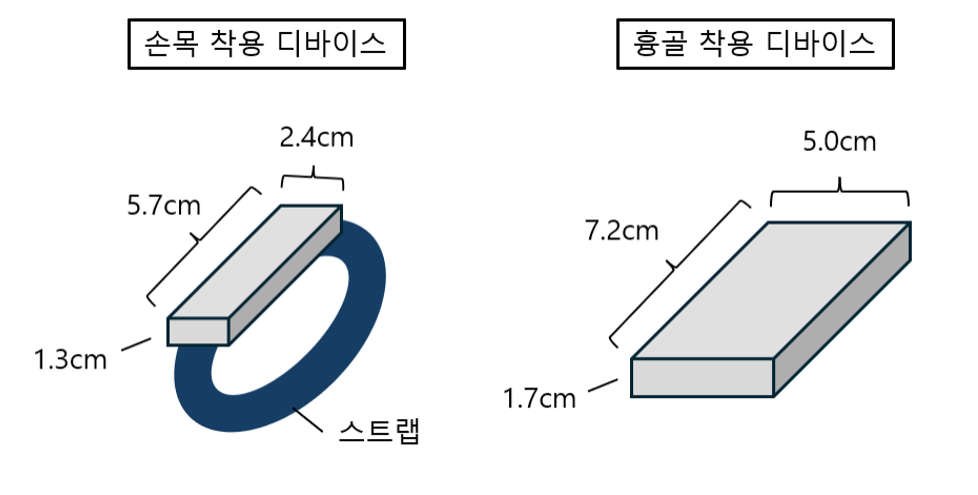 손목 착용 디바이스
2.4cm
5.7cm
1.3cm
스트랩
흉골 착용 디바이스
5.0cm
7.2cm
1.7cm